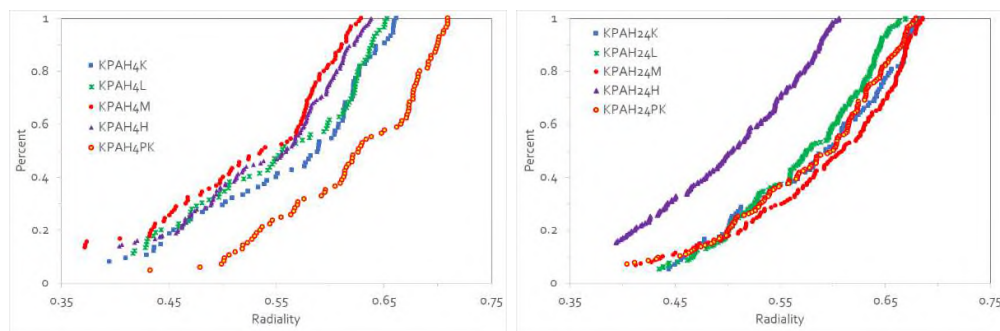 1
0.8
0.6
0.4
0.2
0
Percent
KPAH4K
KPAH4L
KPAH4M
KPAH4H
KPAH4PK
0.35
0.45
0.55
0.65
0.75
Radiality
1
0.8
0.6
0.4
0.2
0
Percent
KPAH24K
KPAH24L
KPAH24M
KPAH24H
KPAH24PK
0.35
0.45
0.55
0.65
0.75
Radiality